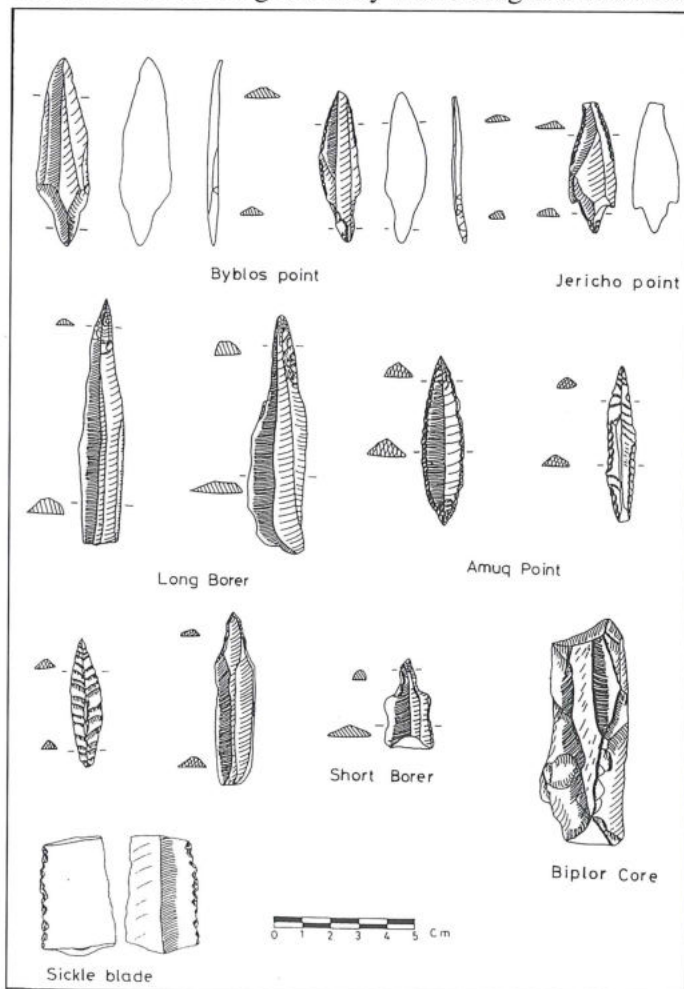 Byblos point
Jericho point
Long Borer
Amuq Point
Short Borer
Biplor Core
0 1 2 3 4 5 Cm
Sickle blade